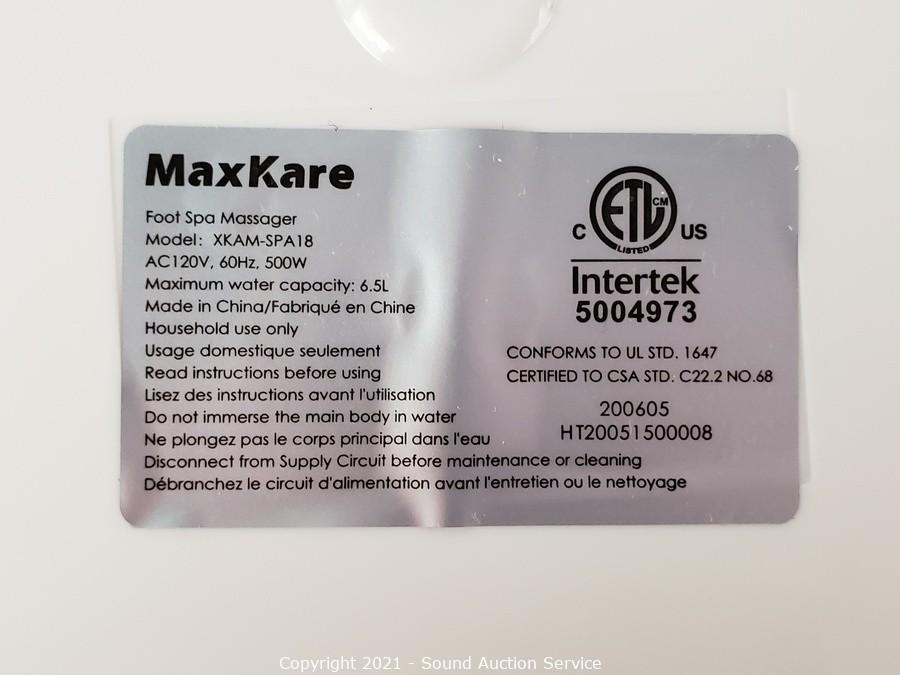 MaxKare
Foot Spa Massager
Model: XKAM-SPA18
AC120V, 60Hz, 500W
Maximum water capacity: 6.5L
Made in China/Fabriqué en Chine
Household use only
Usage domestique seulement
Read instructions before using
Lisez des instructions avant l'utilisation
Do not immerse the main body in water
Ne plongez pas le corps principal dans l'eau
Disconnect from Supply Circuit before maintenance or cleaning
Débranchez le circuit d'alimentation avant l'entretien ou le nettoyage
ETL CM
LISTED
C US
Intertek
5004973
CONFORMS TO UL STD. 1647
CERTIFIED TO CSA STD. C22.2 NO.68
200605
HT20051500008
Copyright 2021 - Sound Auction Service